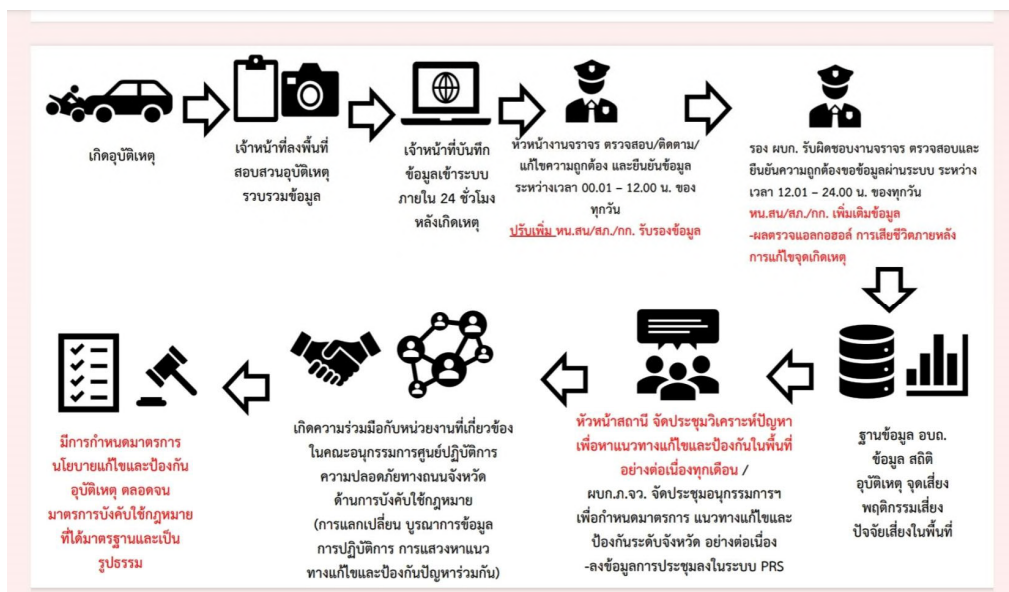 เกิดอุบัติเหตุ
เจ้าหน้าที่ลงพื้นที่
สอบสวนอุบัติเหตุ
รวบรวมข้อมูล
เจ้าหน้าที่บันทึก
ข้อมูลเข้าระบบ
ภายใน 24 ชั่วโมง
หลังเกิดเหตุ
หัวหน้างานจราจร ตรวจสอบ/ติดตาม/
แก้ไขความถูกต้อง และยืนยันข้อมูล
ระหว่างเวลา 00.01 – 12.00 น. ของ
ทุกวัน
ปรับเพิ่ม หน.สน/สภ./กก. รับรองข้อมูล
รอง ผบก. รับผิดชอบงานจราจร ตรวจสอบและ
ยืนยันความถูกต้องขอข้อมูลผ่านระบบ ระหว่าง
เวลา 12.01 – 24.00 น. ของทุกวัน
หน.สน/สภ./กก. เพิ่มเติมข้อมูล
-ผลตรวจแอลกอฮอล์ การเสียชีวิตภายหลัง
การแก้ไขจุดเกิดเหตุ
ฐานข้อมูล อบถ.
ข้อมูล สถิติ
อุบัติเหตุ จุดเสี่ยง
พฤติกรรมเสี่ยง
ปัจจัยเสี่ยงในพื้นที่
หัวหน้าสถานี จัดประชุมวิเคราะห์ปัญหา
เพื่อหาแนวทางแก้ไขและป้องกันในพื้นที่
อย่างต่อเนื่องทุกเดือน /
ผบก.ภ.จว. จัดประชุมอนุกรรมการฯ
เพื่อกำหนดมาตรการ แนวทางแก้ไขและ
ป้องกันระดับจังหวัด อย่างต่อเนื่อง
-ลงข้อมูลการประชุมลงในระบบ PRS
เกิดความร่วมมือกับหน่วยงานที่เกี่ยวข้อง
ในคณะอนุกรรมการศูนย์ปฏิบัติการ
ความปลอดภัยทางถนนจังหวัด
ด้านการบังคับใช้กฎหมาย
(การแลกเปลี่ยน บูรณาการข้อมูล
การปฏิบัติการ การแสวงหาแนว
ทางแก้ไขและป้องกันปัญหาร่วมกัน)
มีการกำหนดมาตรการ
นโยบายแก้ไขและป้องกัน
อุบัติเหตุ ตลอดจน
มาตรการบังคับใช้กฎหมาย
ที่ได้มาตรฐานและเป็น
รูปธรรม